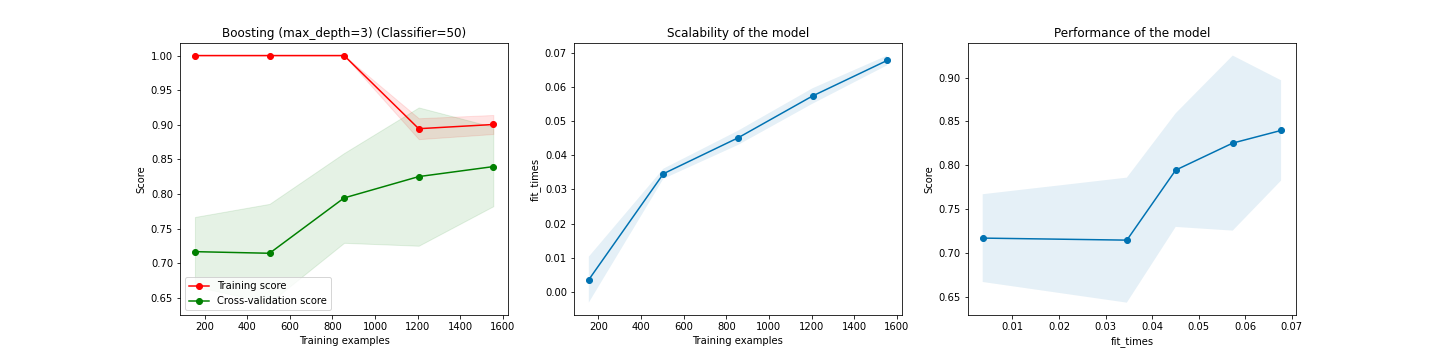 Boosting (max_depth=3) (Classifier=50)
1.00
0.95
0.90
0.85
0.80
0.75
0.70
0.65
Score
Training score
Cross-validation score
200 400 600 800 1000 1200 1400 1600
Training examples
Scalability of the model
0.07
0.06
0.05
0.04
0.03
0.02
0.01
0.00
fit_times
200 400 600 800 1000 1200 1400 1600
Training examples
Performance of the model
0.90
0.85
0.80
0.75
0.70
0.65
Score
0.01 0.02 0.03 0.04 0.05 0.06 0.07
fit_times